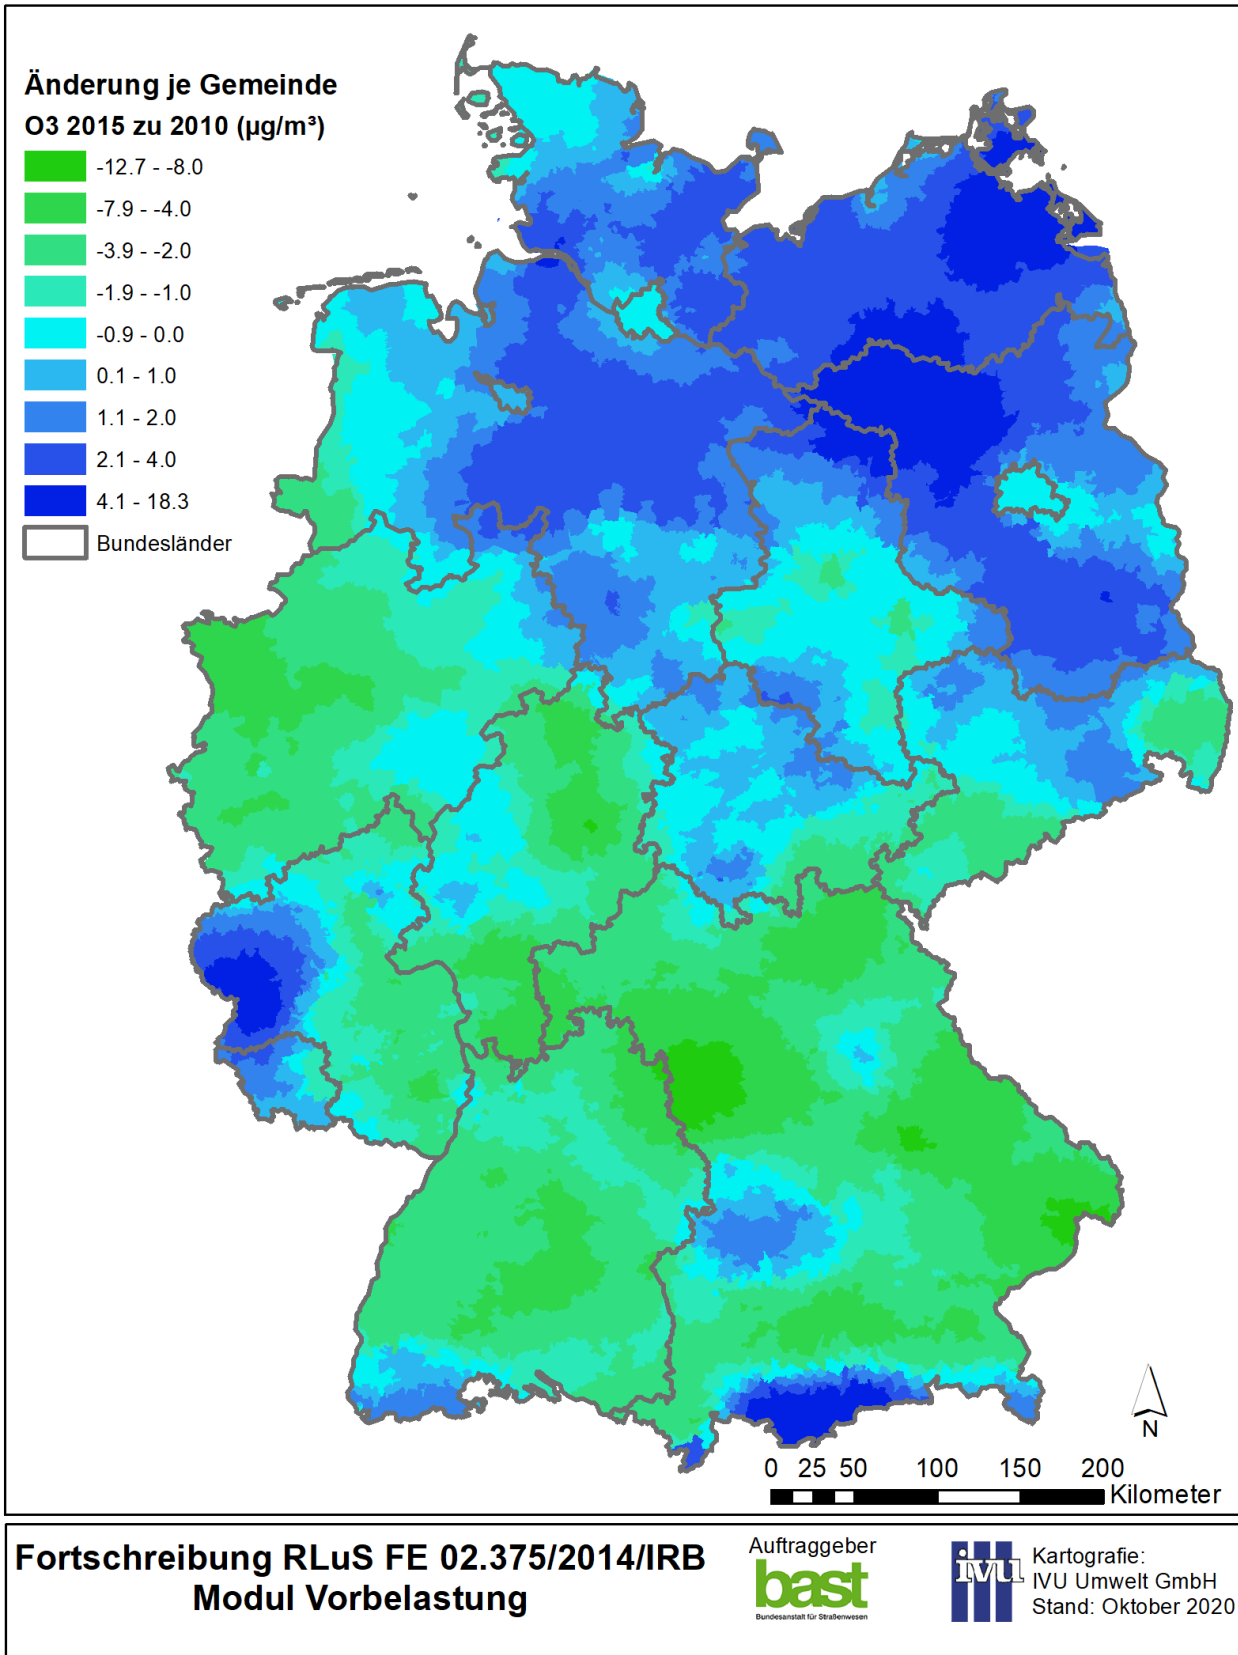 Änderung je Gemeinde
O3 2015 zu 2010 (µg/m³)
-12.7 - -8.0
-7.9 - -4.0
-3.9 - -2.0
-1.9 - -1.0
-0.9 - 0.0
0.1 - 1.0
1.1 - 2.0
2.1 - 4.0
4.1 - 18.3
Bundesländer
N
0 25 50 100 150 200
Kilometer
Fortschreibung RLuS FE 02.375/2014/IRB
Modul Vorbelastung
Auftraggeber
bast
Bundesanstalt für Straßenwesen
ivu
Kartografie:
IVU Umwelt GmbH
Stand: Oktober 2020